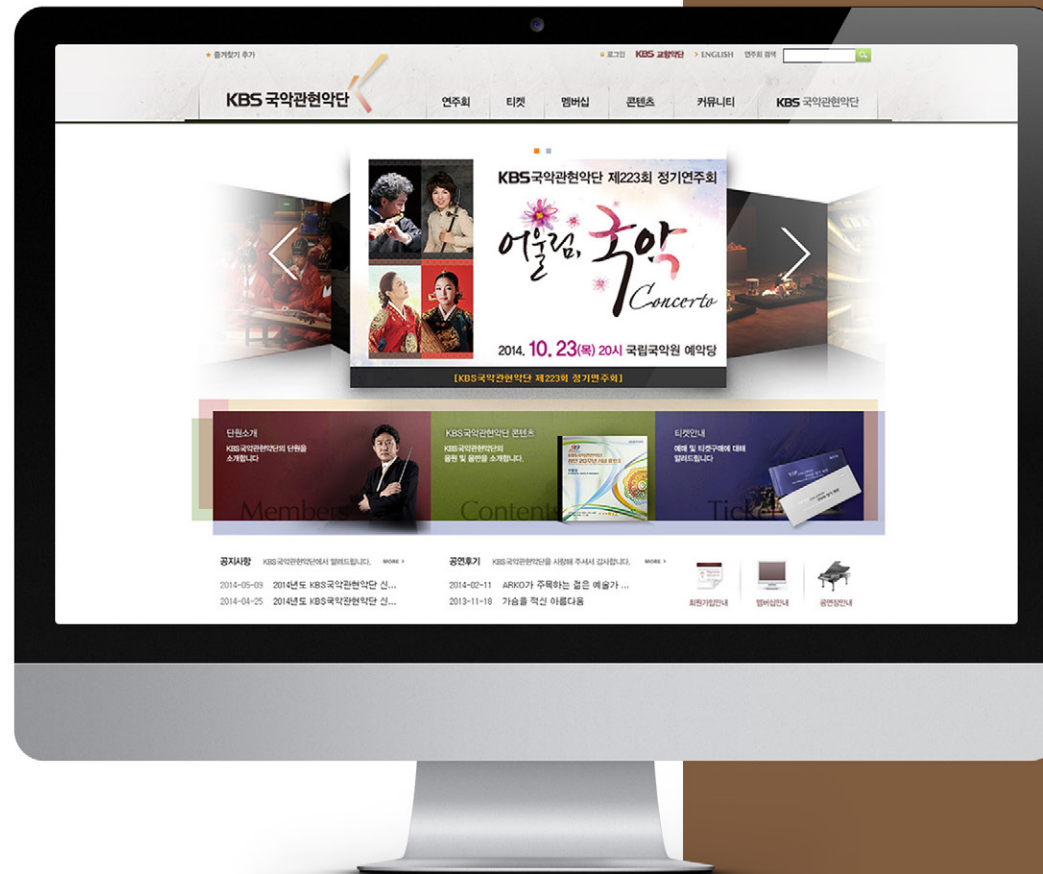 즐겨찾기 추가
로그인 KBS 교향악단 > ENGLISH 연주회 검색
KBS 국악관현악단
연주회 티켓 멤버십 콘텐츠 커뮤니티 KBS 국악관현악단
KBS국악관현악단 제223회 정기연주회
어울림, 국악
Concerto
2014. 10. 23(목) 20시 국립국악원 예악당
[KBS국악관현악단 제223회 정기연주회]
단원소개
KBS국악관현악단의 단원을
소개합니다
Members
KBS국악관현악단 콘텐츠
KBS국악관현악단의
음원 및 음반을 소개합니다.
Contents
티켓안내
예매 및 티켓구매에 대해
알려드립니다
Ticket
공지사항 KBS국악관현악단에서 알려드립니다. MORE >
2014-05-09 2014년도 KBS국악관현악단 신...
2014-04-25 2014년도 KBS국악관현악단 신...
공연후기 KBS국악관현악단을 사랑해 주셔서 감사합니다. MORE >
2014-02-11 ARKO가 주목하는 젊은 예술가 ...
2013-11-18 가슴을 적신 아름다움
회원가입안내 멤버십안내 공연장안내